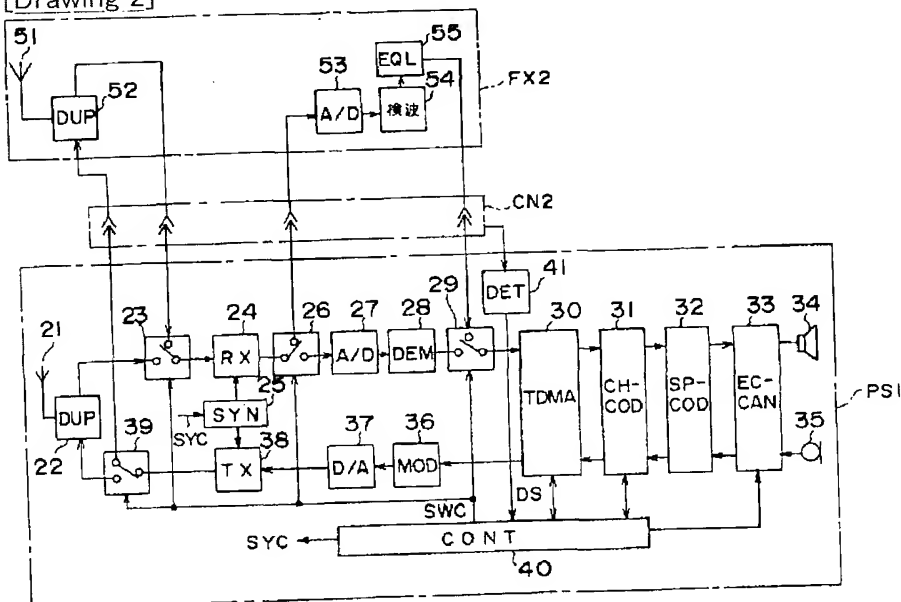 [Drawing 2]
51
52
DUP
53
A/D
55
EQL
54
検波
FX2
CN2
41
DET
21
22
DUP
23
24
RX
25
SYN
SYC
26
27
A/D
28
DEM
29
30
TDMA
31
CH-
COD
32
SP-
COD
33
EC-
CAN
34
35
PS1
39
38
TX
37
D/A
36
MOD
SWC
DS
SYC
CONT
40